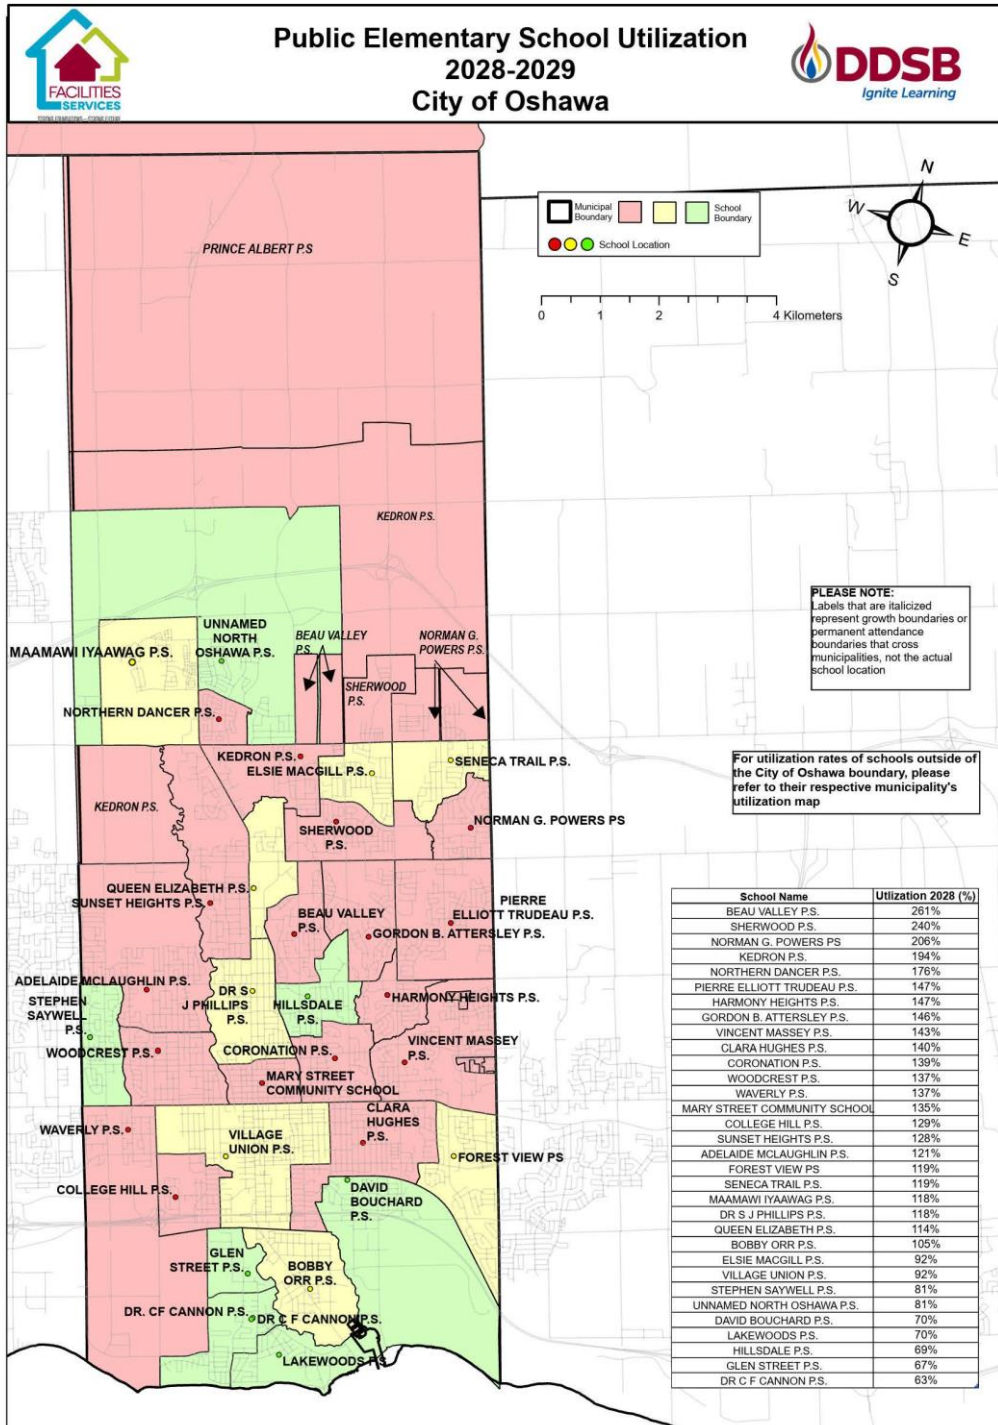 FACILITIES
SERVICES
Public Elementary School Utilization
2028-2029
City of Oshawa
DDSB
Ignite Learning
PRINCE ALBERT P.S
Municipal
Boundary
School
Boundary
School Location
N
W
E
S
0 1 2 4 Kilometers
KEDRON P.S.
PLEASE NOTE:
Labels that are italicized
represent growth boundaries or
permanent attendance
boundaries that cross
municipalities, not the actual
school location
MAAMAWI IYAAWAG P.S.
UNNAMED
NORTH
OSHAWA P.S.
BEAU VALLEY
P.S.
NORMAN G.
POWERS P.S.
SHERWOOD
P.S.
NORTHERN DANCER P.S.
KEDRON P.S.
ELSIE MACGILL P.S.
SENECA TRAIL P.S.
For utilization rates of schools outside of
the City of Oshawa boundary, please
refer to their respective municipality's
utilization map
KEDRON P.S.
SHERWOOD
P.S.
NORMAN G. POWERS PS
QUEEN ELIZABETH P.S.
SUNSET HEIGHTS P.S.
BEAU VALLEY
P.S.
PIERRE
ELLIOTT TRUDEAU P.S.
GORDON B. ATTERSLEY P.S.
ADELAIDE MCLAUGHLIN P.S.
DR S
J PHILLIPS
P.S.
HILLSDALE
P.S.
HARMONY HEIGHTS P.S.
STEPHEN
SAYWELL
P.S.
WOODCREST P.S.
CORONATION P.S.
VINCENT MASSEY
P.S.
MARY STREET
COMMUNITY SCHOOL
WAVERLY P.S.
VILLAGE
UNION P.S.
CLARA
HUGHES
P.S.
FOREST VIEW PS
COLLEGE HILL P.S.
DAVID
BOUCHARD
P.S.
GLEN
STREET P.S.
BOBBY
ORR P.S.
DR. CF CANNON P.S.
DR C F CANNON P.S.
LAKEWOODS PS
School Name Utlization 2028 (%)
BEAU VALLEY P.S. 261%
SHERWOOD P.S. 240%
NORMAN G. POWERS PS 206%
KEDRON P.S. 194%
NORTHERN DANCER P.S. 176%
PIERRE ELLIOTT TRUDEAU P.S. 147%
HARMONY HEIGHTS P.S. 147%
GORDON B. ATTERSLEY P.S. 146%
VINCENT MASSEY P.S. 143%
CLARA HUGHES P.S. 140%
CORONATION P.S. 139%
WOODCREST P.S. 137%
WAVERLY P.S. 137%
MARY STREET COMMUNITY SCHOOL 135%
COLLEGE HILL P.S. 129%
SUNSET HEIGHTS P.S. 128%
ADELAIDE MCLAUGHLIN P.S. 121%
FOREST VIEW PS 119%
SENECA TRAIL P.S. 119%
MAAMAWI IYAAWAG P.S. 118%
DR S J PHILLIPS P.S. 118%
QUEEN ELIZABETH P.S. 114%
BOBBY ORR P.S. 105%
ELSIE MACGILL P.S. 92%
VILLAGE UNION P.S. 92%
STEPHEN SAYWELL P.S. 81%
UNNAMED NORTH OSHAWA P.S. 81%
DAVID BOUCHARD P.S. 70%
LAKEWOODS P.S. 70%
HILLSDALE P.S. 69%
GLEN STREET P.S. 67%
DR C F CANNON P.S. 63%